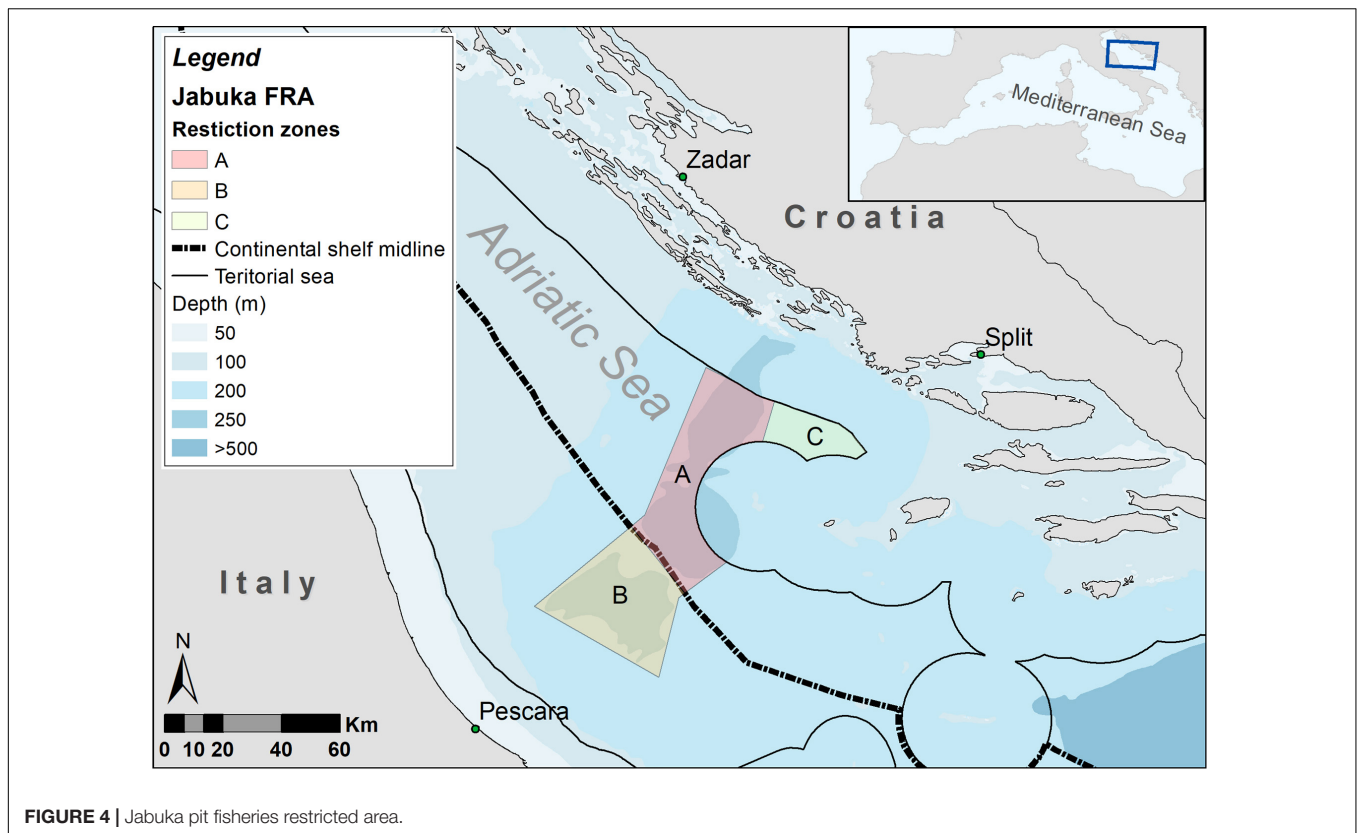 Legend
Jabuka FRA
Restiction zones
A
B
C
Continental shelf midline
Teritorial sea
Depth (m)
50
100
200
250
>500
Mediterranean Sea
Zadar
Croatia
Adriatic Sea
Split
C
A
B
Italy
N
Pescara
Km
0 10 20 40 60
FIGURE 4 | Jabuka pit fisheries restricted area.